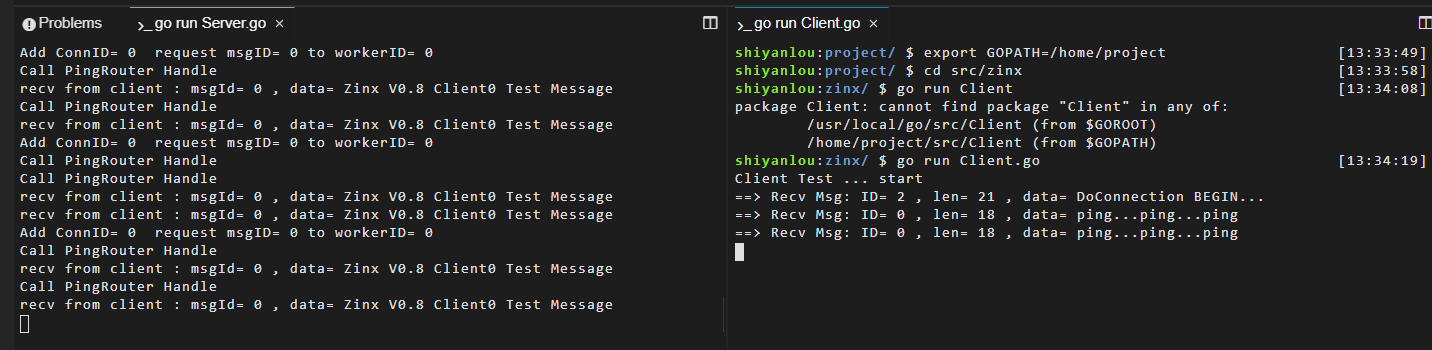 Problems
>_ go run Server.go ×
Add ConnID= 0  request msgID= 0 to workerID= 0
Call PingRouter Handle
recv from client : msgId= 0 , data= Zinx V0.8 Client0 Test Message
Call PingRouter Handle
recv from client : msgId= 0 , data= Zinx V0.8 Client0 Test Message
Add ConnID= 0  request msgID= 0 to workerID= 0
Call PingRouter Handle
Call PingRouter Handle
recv from client : msgId= 0 , data= Zinx V0.8 Client0 Test Message
recv from client : msgId= 0 , data= Zinx V0.8 Client0 Test Message
Add ConnID= 0  request msgID= 0 to workerID= 0
Call PingRouter Handle
recv from client : msgId= 0 , data= Zinx V0.8 Client0 Test Message
Call PingRouter Handle
recv from client : msgId= 0 , data= Zinx V0.8 Client0 Test Message
>_ go run Client.go ×
shiyanlou:project/ $ export GOPATH=/home/project [13:33:49]
shiyanlou:project/ $ cd src/zinx [13:33:58]
shiyanlou:zinx/ $ go run Client [13:34:08]
package Client: cannot find package "Client" in any of:
/usr/local/go/src/Client (from $GOROOT)
/home/project/src/Client (from $GOPATH)
shiyanlou:zinx/ $ go run Client.go [13:34:19]
Client Test ... start
==> Recv Msg: ID= 2 , len= 21 , data= DoConnection BEGIN...
==> Recv Msg: ID= 0 , len= 18 , data= ping...ping...ping
==> Recv Msg: ID= 0 , len= 18 , data= ping...ping...ping